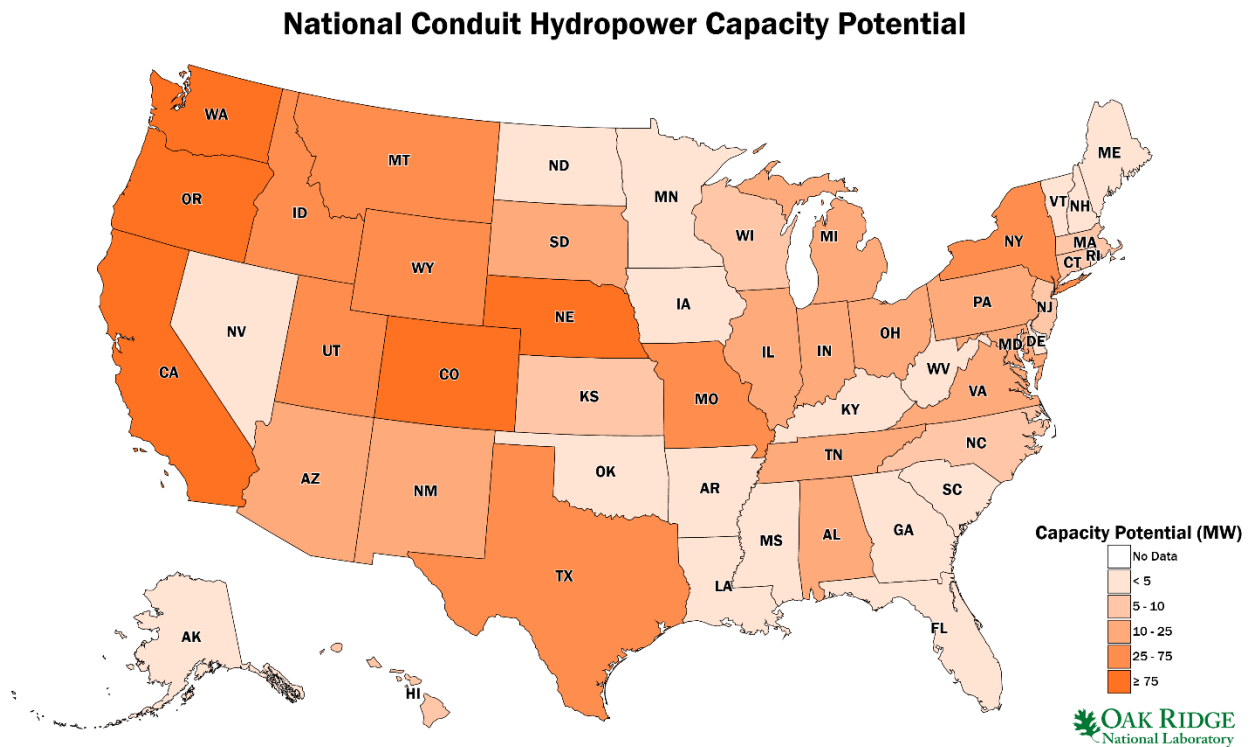 National Conduit Hydropower Capacity Potential
WA
MT
ND
MN
ME
OR
ID
SD
WI
MI
VT
NH
NY
MA
CT
RI
WY
NE
IA
PA
NJ
NV
UT
CO
IL
IN
OH
MD
DE
WV
VA
CA
KS
MO
KY
NC
TN
AZ
NM
OK
AR
SC
MS
AL
GA
TX
LA
FL
AK
HI
Capacity Potential (MW)
No Data
< 5
5 - 10
10 - 25
25 - 75
≥ 75
OAK RIDGE
National Laboratory